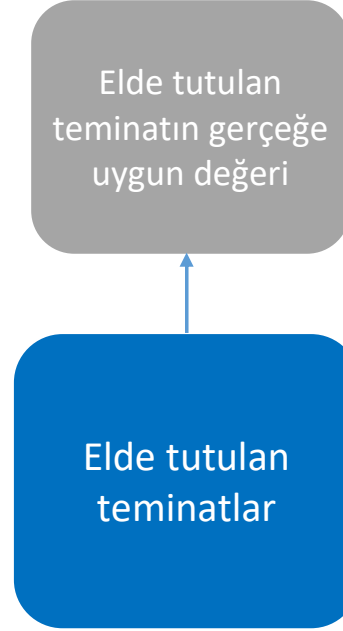 Elde tutulan
teminatın gerçeğe
uygun değeri
Elde tutulan
teminatlar